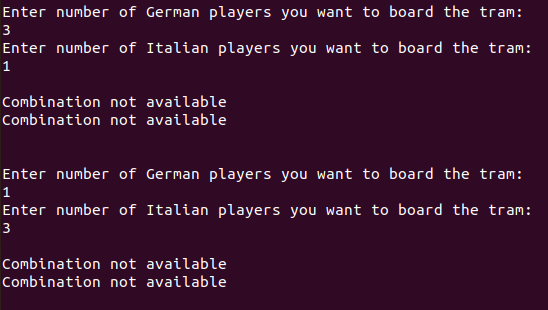 Enter number of German players you want to board the tram:
3
Enter number of Italian players you want to board the tram:
1
Combination not available
Combination not available
Enter number of German players you want to board the tram:
1
Enter number of Italian players you want to board the tram:
3
Combination not available
Combination not available